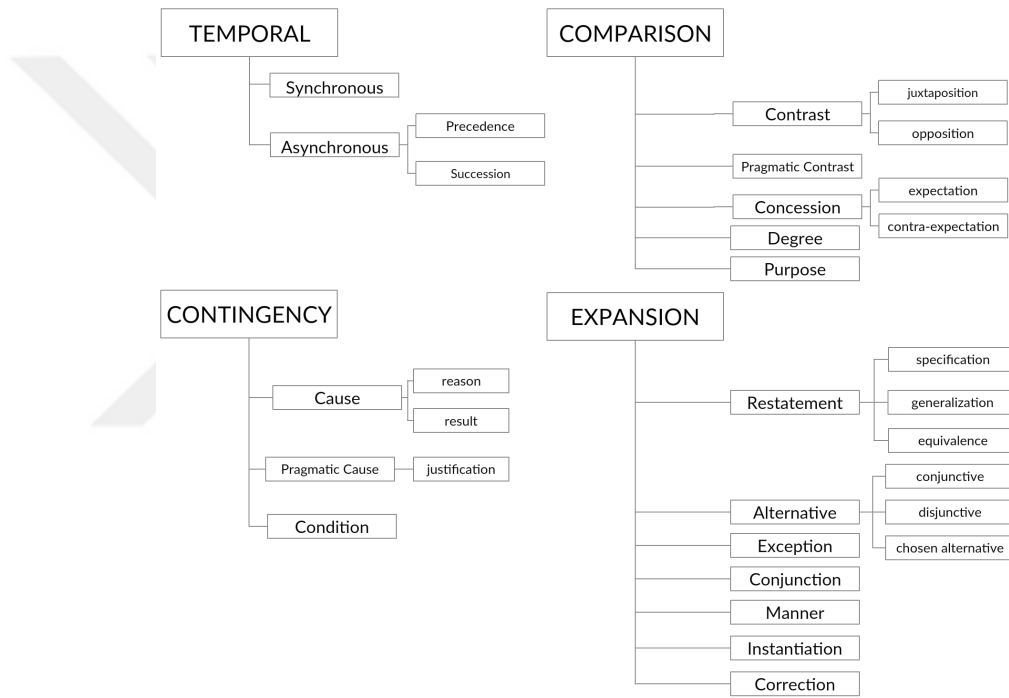 TEMPORAL
Synchronous
Asynchronous
Precedence
Succession
COMPARISON
Contrast
juxtaposition
opposition
Pragmatic Contrast
Concession
expectation
contra-expectation
Degree
Purpose
CONTINGENCY
Cause
reason
result
Pragmatic Cause
justification
Condition
EXPANSION
Restatement
specification
generalization
equivalence
Alternative
conjunctive
disjunctive
chosen alternative
Exception
Conjunction
Manner
Instantiation
Correction